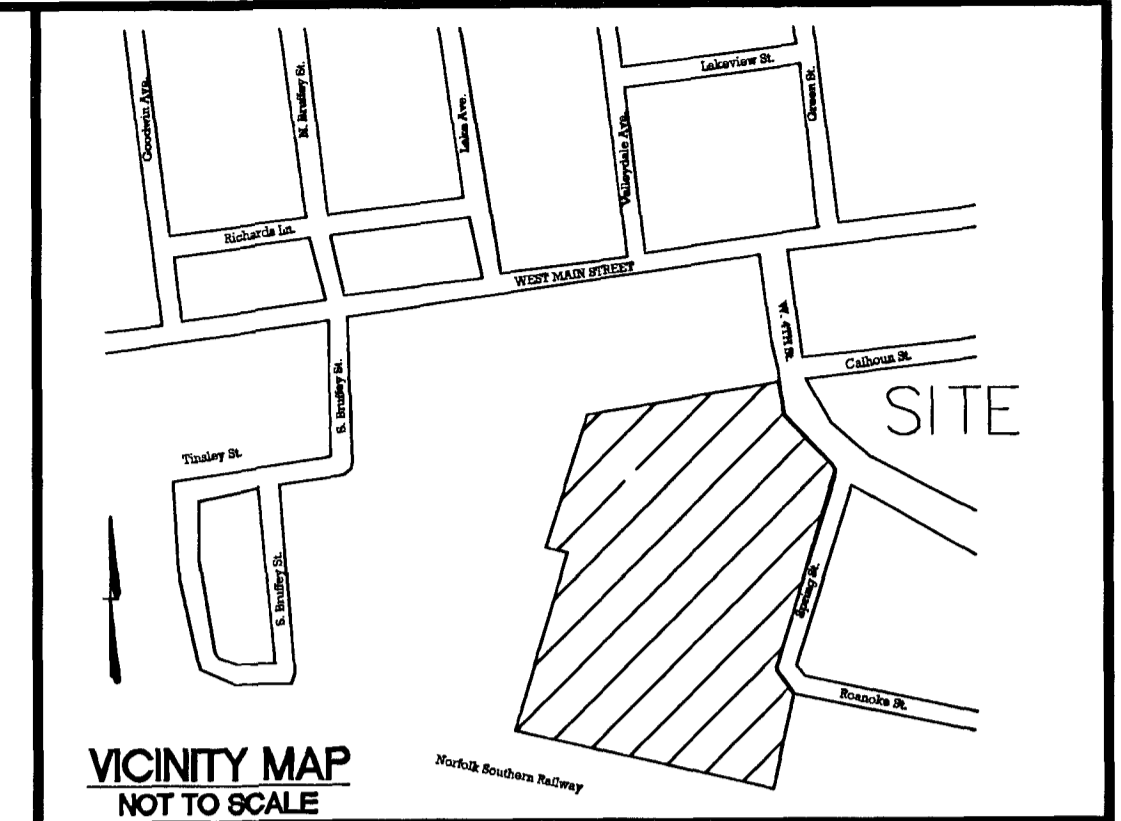 Lakeview St.
Goodwin Ave.
N. Bruffey St.
Lake Ave.
Valleydale Ave.
Green St.
Richards Ln.
WEST MAIN STREET
W. 4TH St.
Calhoun St.
SITE
S. Bruffey St.
Tinsley St.
S. Bruffey St.
Spring St.
Roanoke St.
Norfolk Southern Railway
VICINITY MAP
NOT TO SCALE